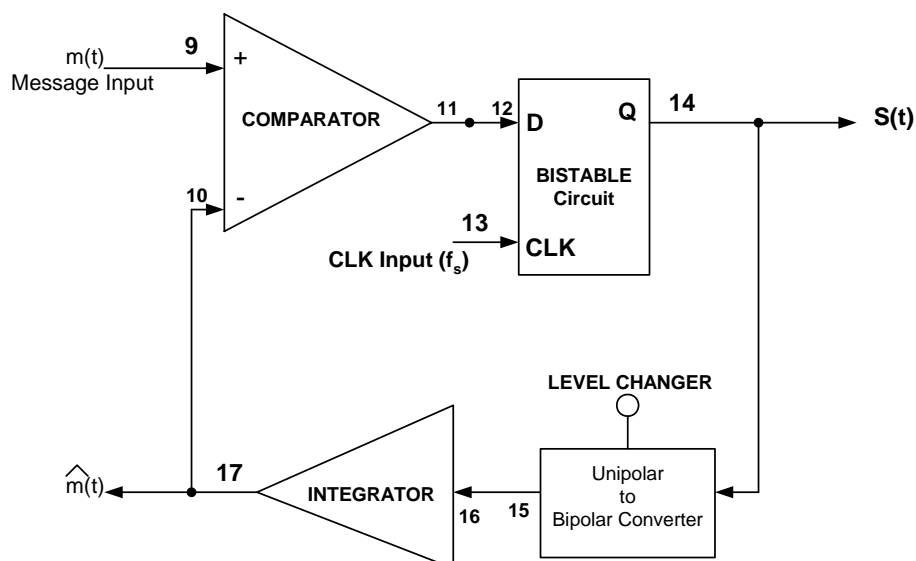 9
m(t)
Message Input
+
COMPARATOR
11
12
D
Q
14
S(t)
BISTABLE
Circuit
10
-
13
CLK
CLK Input (fs)
LEVEL CHANGER
Unipolar
to
Bipolar Converter
m̂(t)
17
INTEGRATOR
16
15